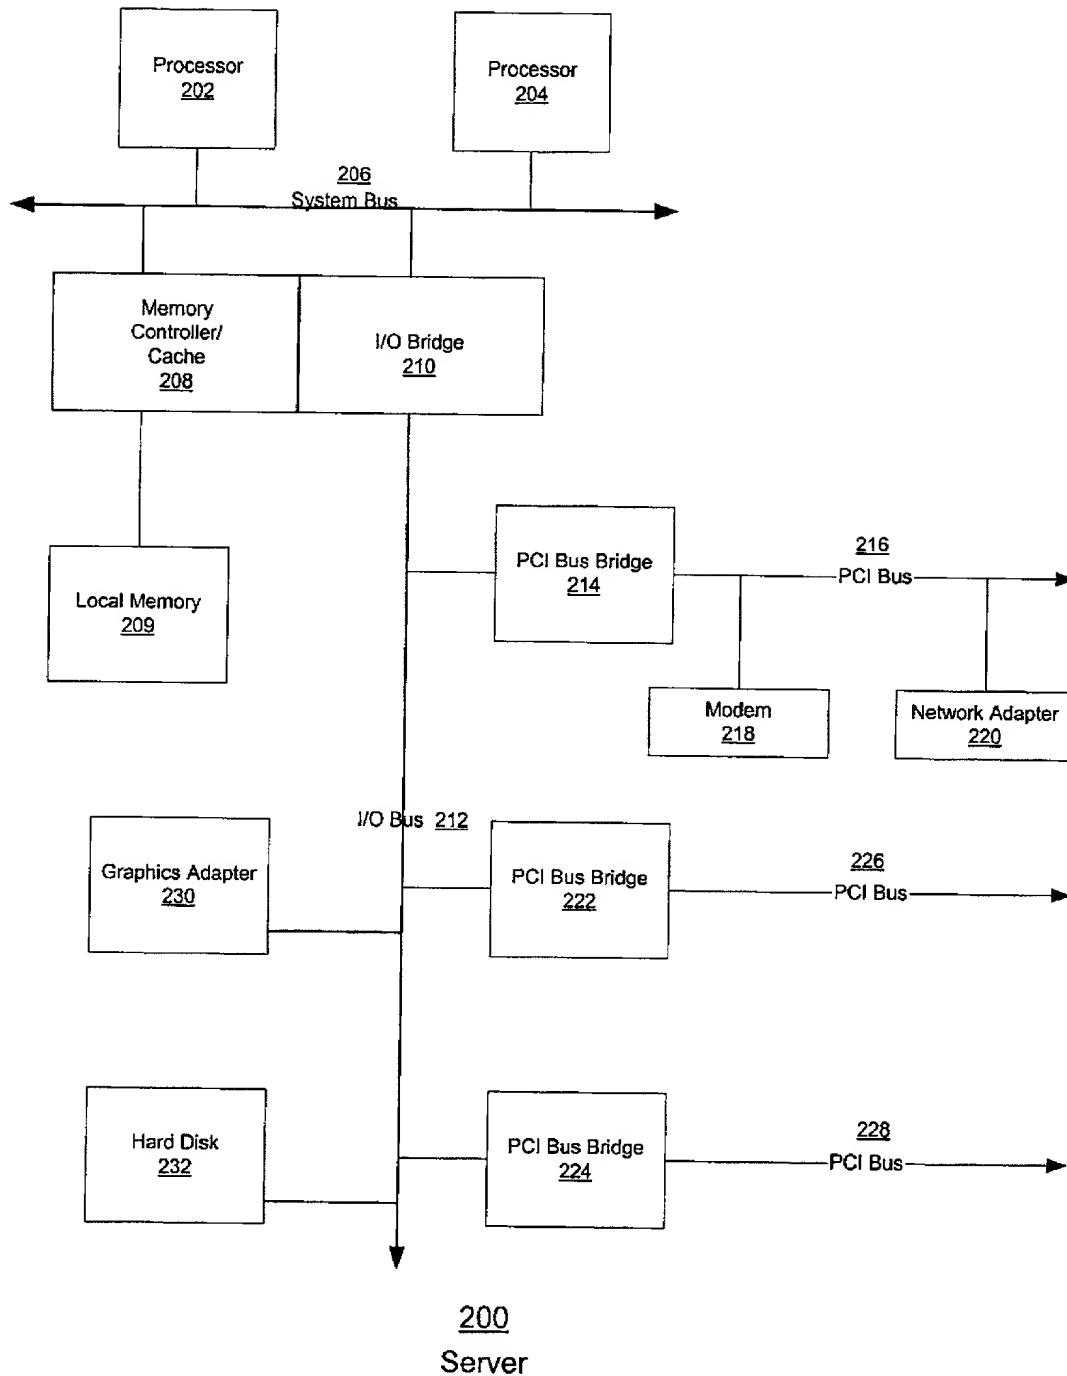 Processor
202
Processor
204
206
System Bus
Memory
Controller/
Cache
208
I/O Bridge
210
PCI Bus Bridge
214
216
PCI Bus
Local Memory
209
Modem
218
Network Adapter
220
I/O Bus 212
Graphics Adapter
230
PCI Bus Bridge
222
226
PCI Bus
Hard Disk
232
PCI Bus Bridge
224
228
PCI Bus
200
Server